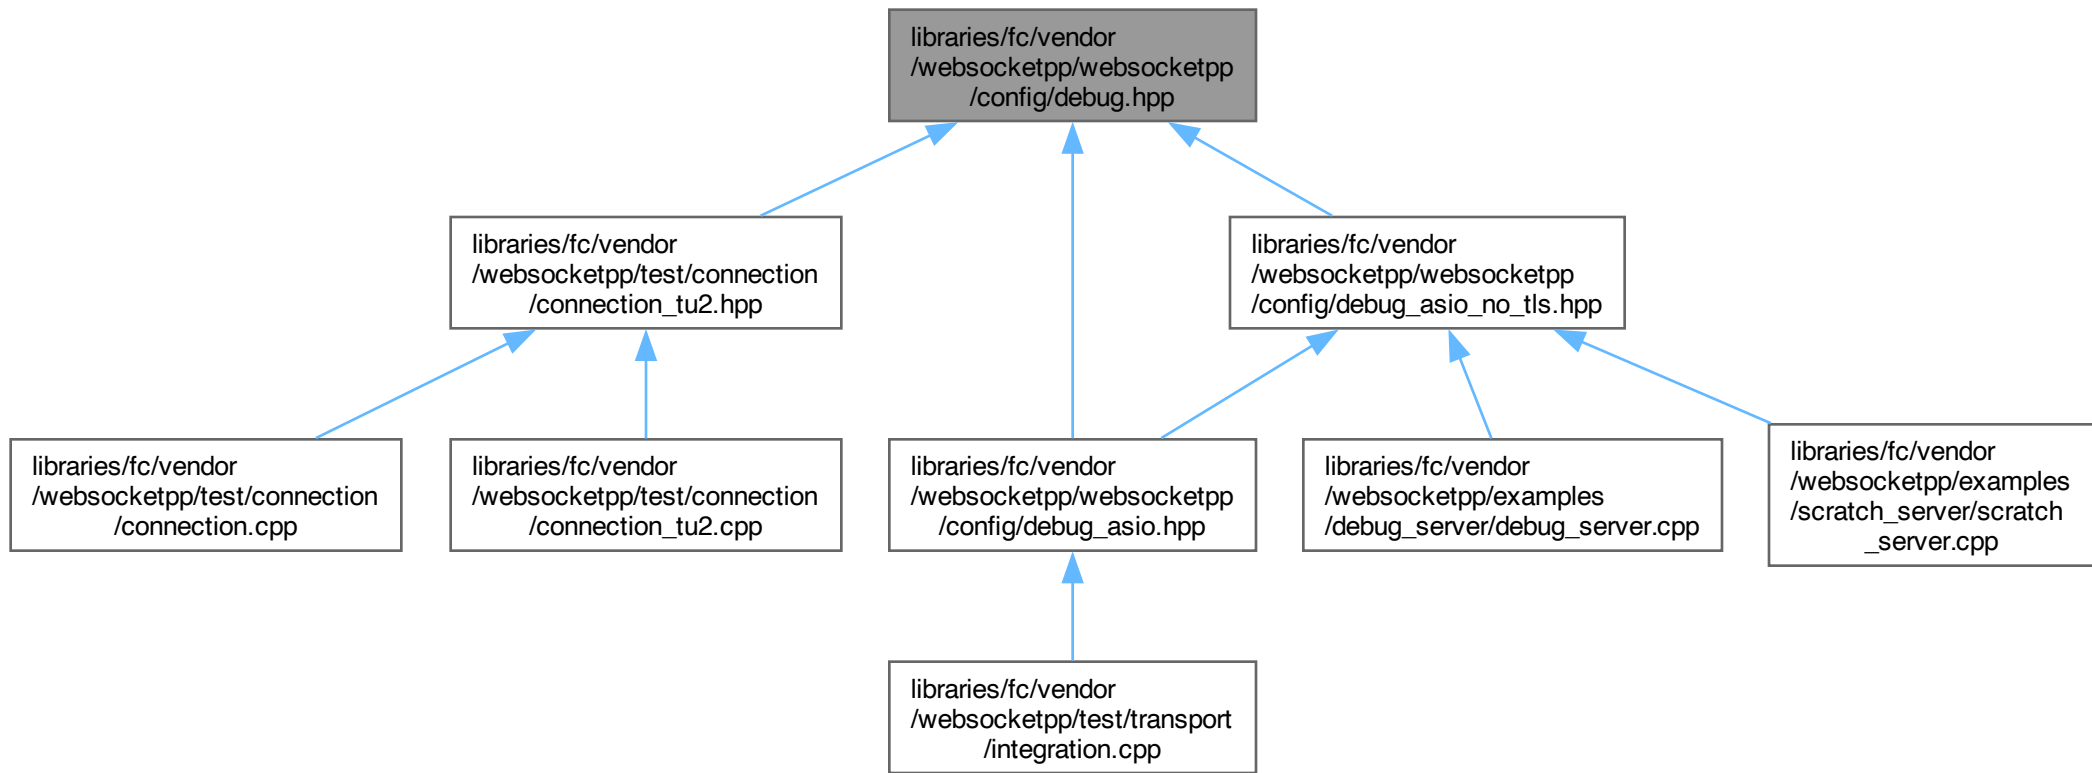 libraries/fc/vendor
/websocketpp/websocketpp
/config/debug.hpp
libraries/fc/vendor
/websocketpp/test/connection
/connection_tu2.hpp
libraries/fc/vendor
/websocketpp/websocketpp
/config/debug_asio_no_tls.hpp
libraries/fc/vendor
/websocketpp/test/connection
/connection.cpp
libraries/fc/vendor
/websocketpp/test/connection
/connection_tu2.cpp
libraries/fc/vendor
/websocketpp/websocketpp
/config/debug_asio.hpp
libraries/fc/vendor
/websocketpp/examples
/debug_server/debug_server.cpp
libraries/fc/vendor
/websocketpp/examples
/scratch_server/scratch
_server.cpp
libraries/fc/vendor
/websocketpp/test/transport
/integration.cpp